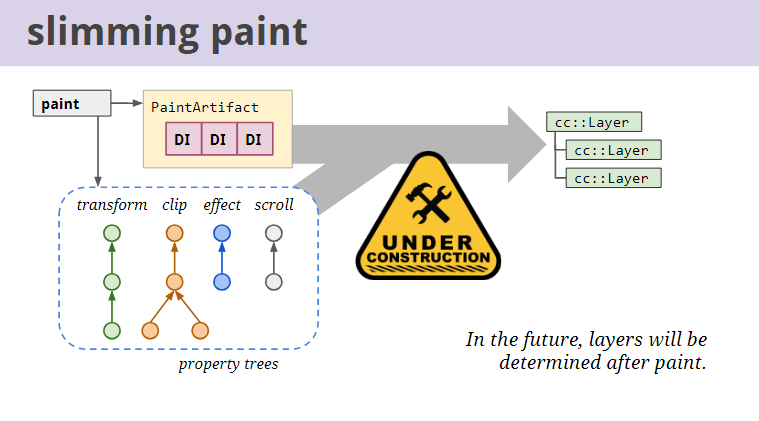 slimming paint
paint
PaintArtifact
DI DI DI
cc::Layer
cc::Layer
cc::Layer
transform clip effect scroll
UNDER
CONSTRUCTION
In the future, layers will be
determined after paint.
property trees